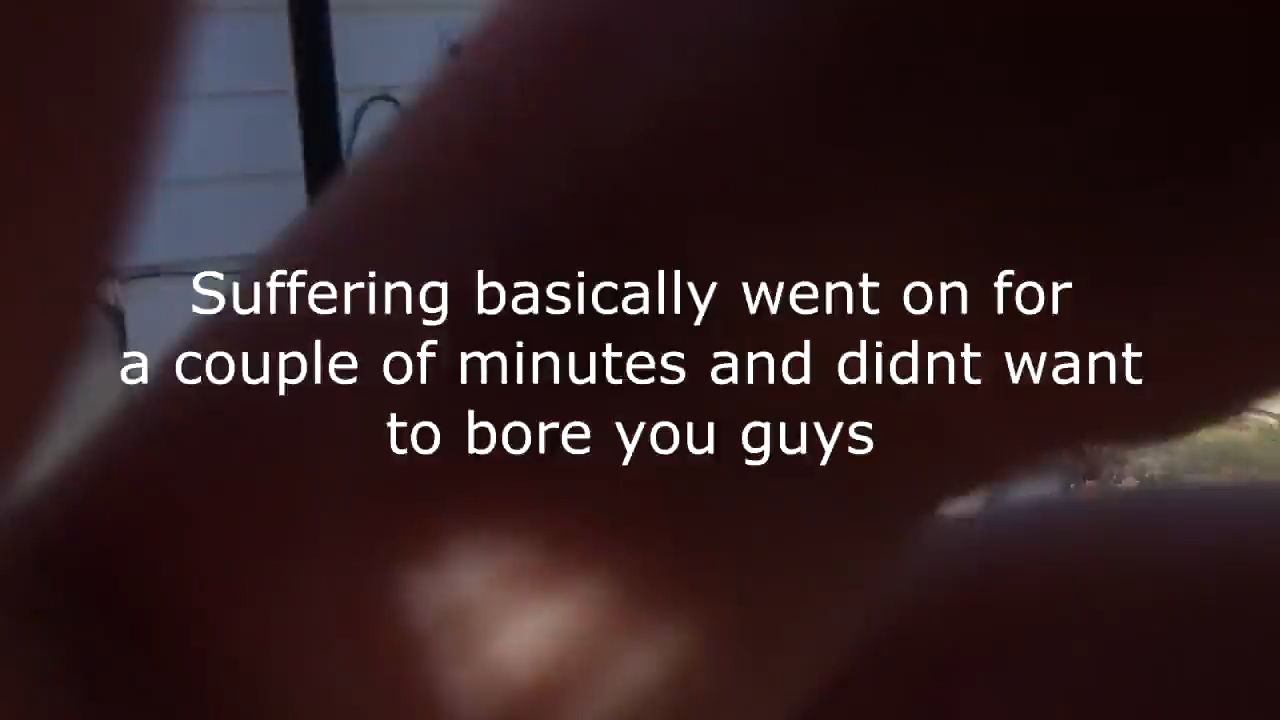 Suffering basically went on for
a couple of minutes and didnt want
to bore you guys